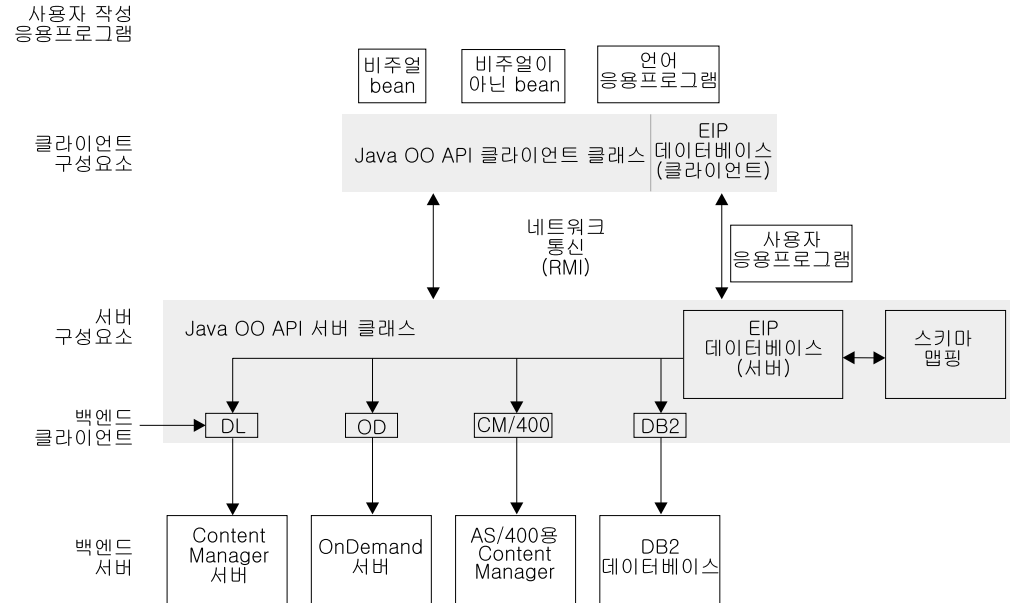 사용자 작성
응용프로그램
비주얼
bean
비주얼이
아닌 bean
언어
응용프로그램
클라이언트
구성요소
Java OO API 클라이언트 클래스
EIP
데이터베이스
(클라이언트)
네트워크
통신
(RMI)
사용자
응용프로그램
서버
구성요소
Java OO API 서버 클래스
EIP
데이터베이스
(서버)
스키마
맵핑
백엔드
클라이언트
DL
OD
CM/400
DB2
백엔드
서버
Content
Manager
서버
OnDemand
서버
AS/400용
Content
Manager
DB2
데이터베이스